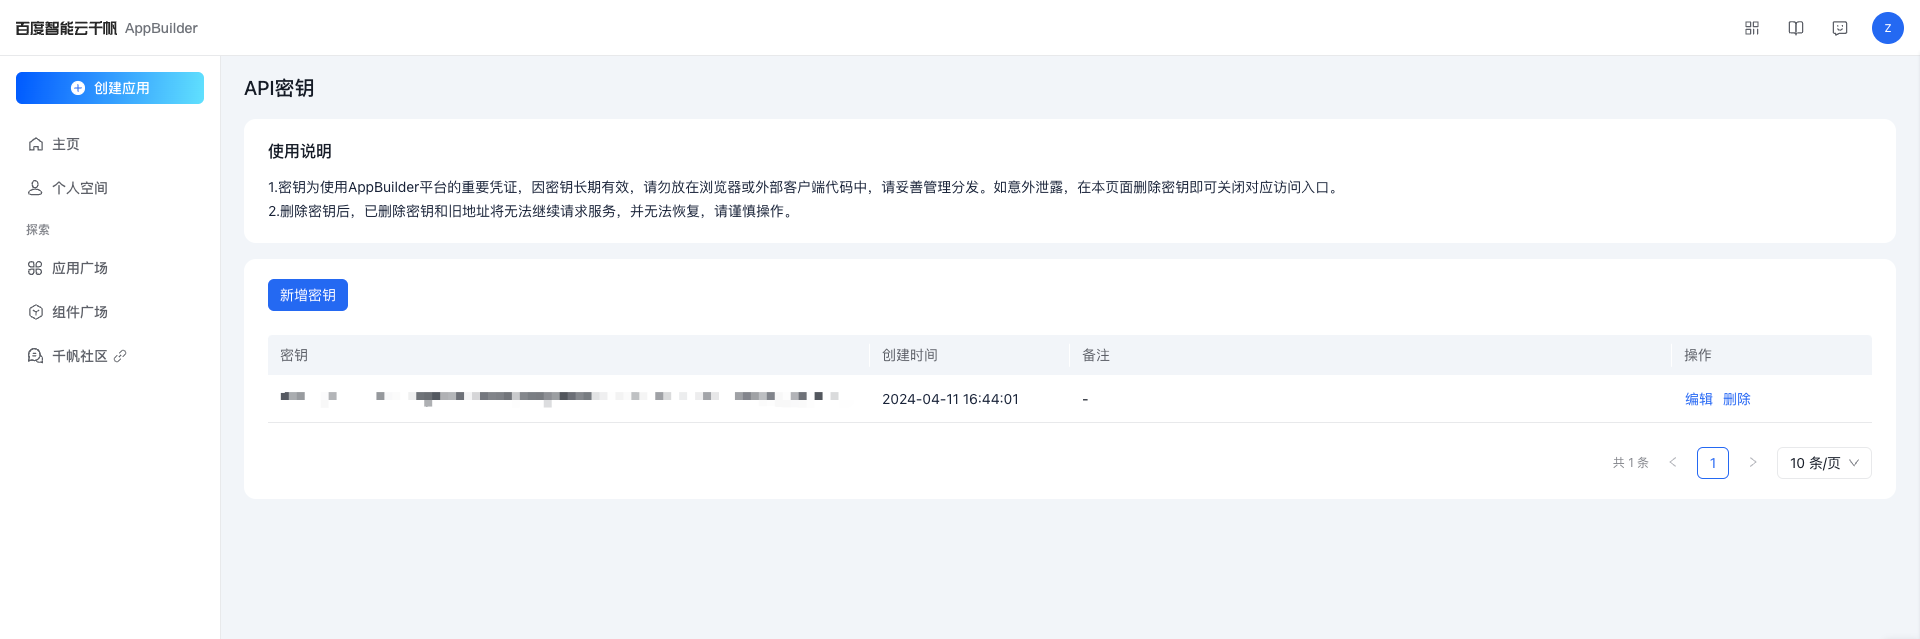 百度智能云千帆 AppBuilder
Z
创建应用
主页
个人空间
探索
应用广场
组件广场
千帆社区
API密钥
使用说明
1.密钥为使用AppBuilder平台的重要凭证，因密钥长期有效，请勿放在浏览器或外部客户端代码中，请妥善管理分发。如意外泄露，在本页面删除密钥即可关闭对应访问入口。
2.删除密钥后，已删除密钥和旧地址将无法继续请求服务，并无法恢复，请谨慎操作。
新增密钥
密钥 创建时间 备注 操作
2024-04-11 16:44:01 - 编辑 删除
共 1 条 < 1 > 10 条/页